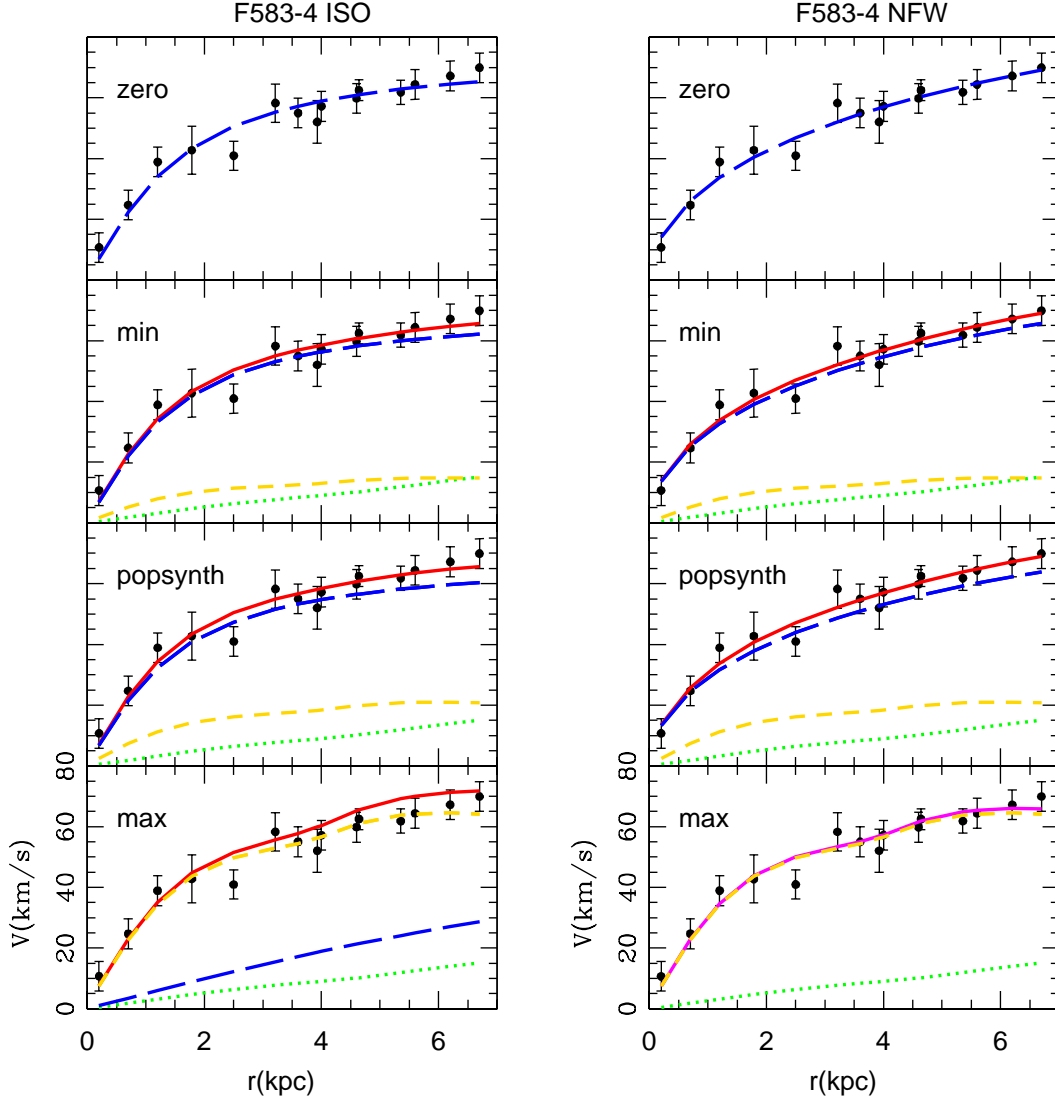 F583-4 ISO
F583-4 NFW
zero
zero
min
min
popsynth
popsynth
80
80
max
max
60
60
40
40
20
20
0
0
V(km/s)
V(km/s)
0 2 4 6
0 2 4 6
r(kpc)
r(kpc)